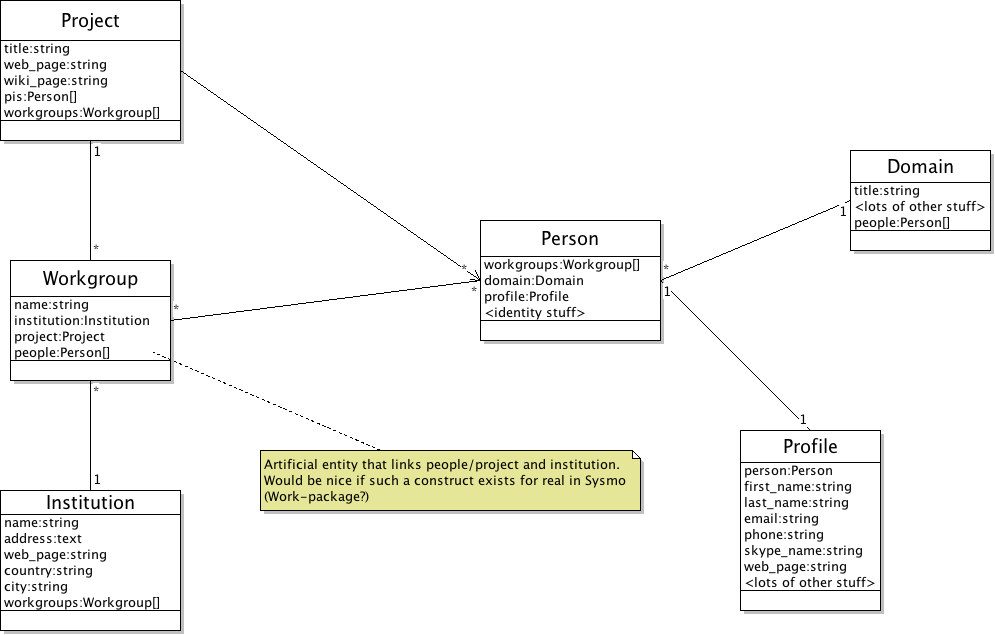 Project
title:string
web_page:string
wiki_page:string
pis:Person[]
workgroups:Workgroup[]
1
*
Workgroup
name:string
institution:Institution
project:Project
people:Person[]
*
*
1
Institution
name:string
address:text
web_page:string
country:string
city:string
workgroups:Workgroup[]
Artificial entity that links people/project and institution.
Would be nice if such a construct exists for real in Sysmo
(Work-package?)
*
*
Person
workgroups:Workgroup[]
domain:Domain
profile:Profile
<identity stuff>
*
1
1
Domain
title:string
<lots of other stuff>
people:Person[]
1
Profile
person:Person
first_name:string
last_name:string
email:string
phone:string
skype_name:string
web_page:string
<lots of other stuff>